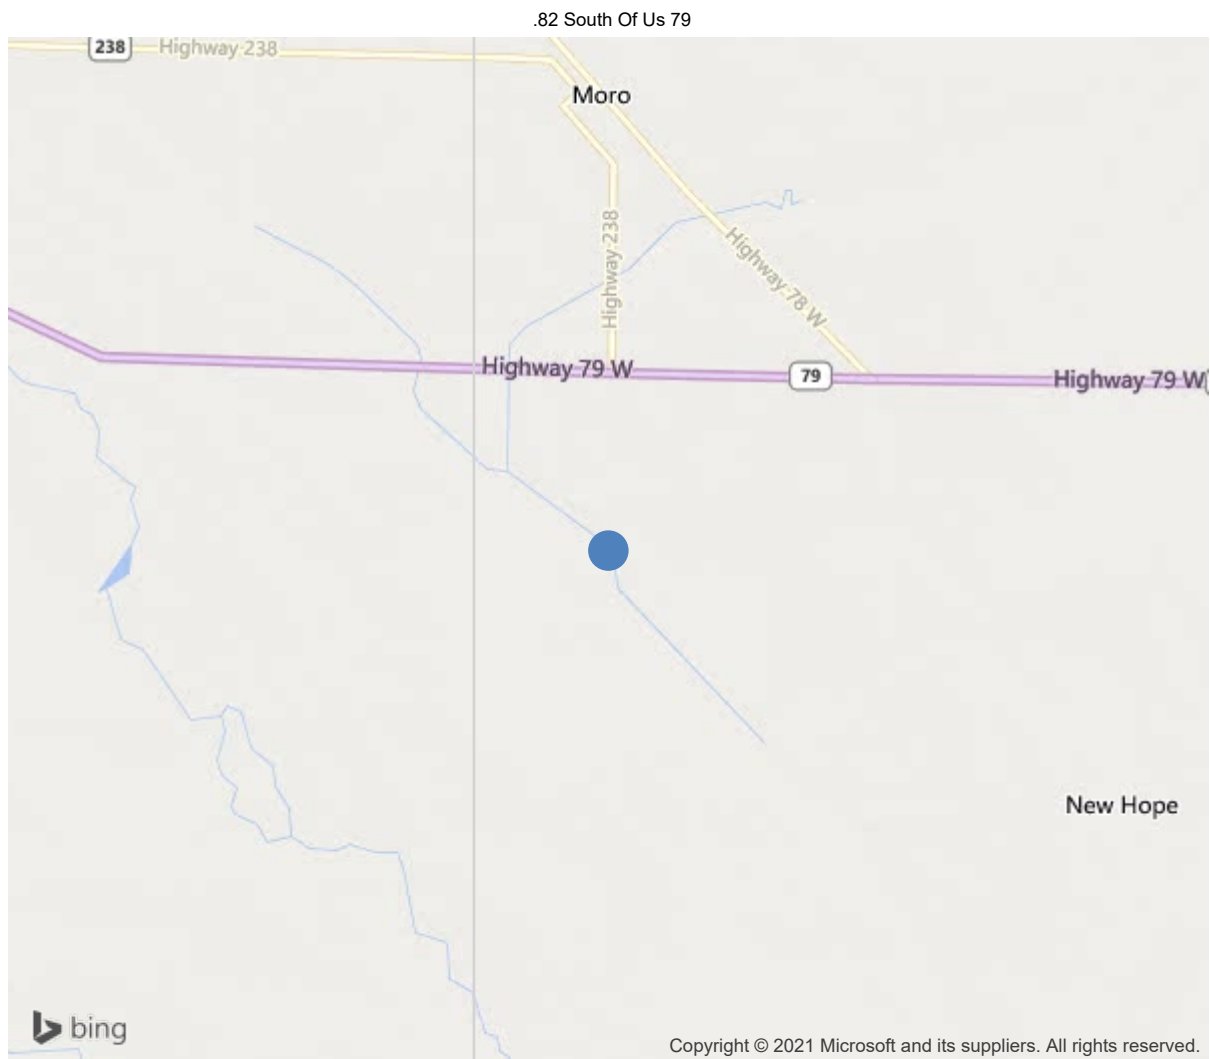 .82 South Of Us 79
238 Highway 238
Moro
Highway 238
Highway 78 W
Highway 79 W
79
Highway 79 W
New Hope
bing
Copyright © 2021 Microsoft and its suppliers. All rights reserved.